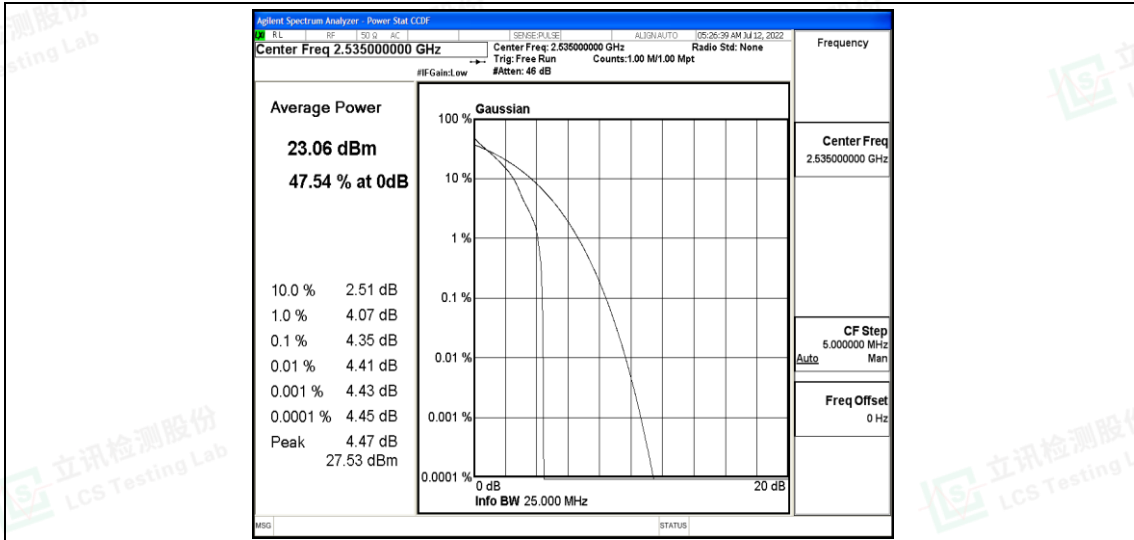 Agilent Spectrum Analyzer - Power Stat CCDF
RL RF 50 Ω AC SENSE:PULSE ALIGNAUTO 05:26:39 AM Jul 12, 2022
Center Freq 2.535000000 GHz
Center Freq: 2.535000000 GHz Radio Std: None
Trig: Free Run Counts:1.00 M/1.00 Mpt
#IFGain:Low #Atten: 46 dB
Frequency
Average Power
23.06 dBm
47.54 % at 0dB
10.0 % 2.51 dB
1.0 % 4.07 dB
0.1 % 4.35 dB
0.01 % 4.41 dB
0.001 % 4.43 dB
0.0001 % 4.45 dB
Peak 4.47 dB
27.53 dBm
Gaussian
100 %
10 %
1 %
0.1 %
0.01 %
0.001 %
0.0001 %
0 dB 20 dB
Info BW 25.000 MHz
Center Freq
2.535000000 GHz
CF Step
5.000000 MHz
Auto Man
Freq Offset
0 Hz
MSG STATUS
立讯检测股份
LCS Testing Lab
立讯检测股份
LCS Testing L